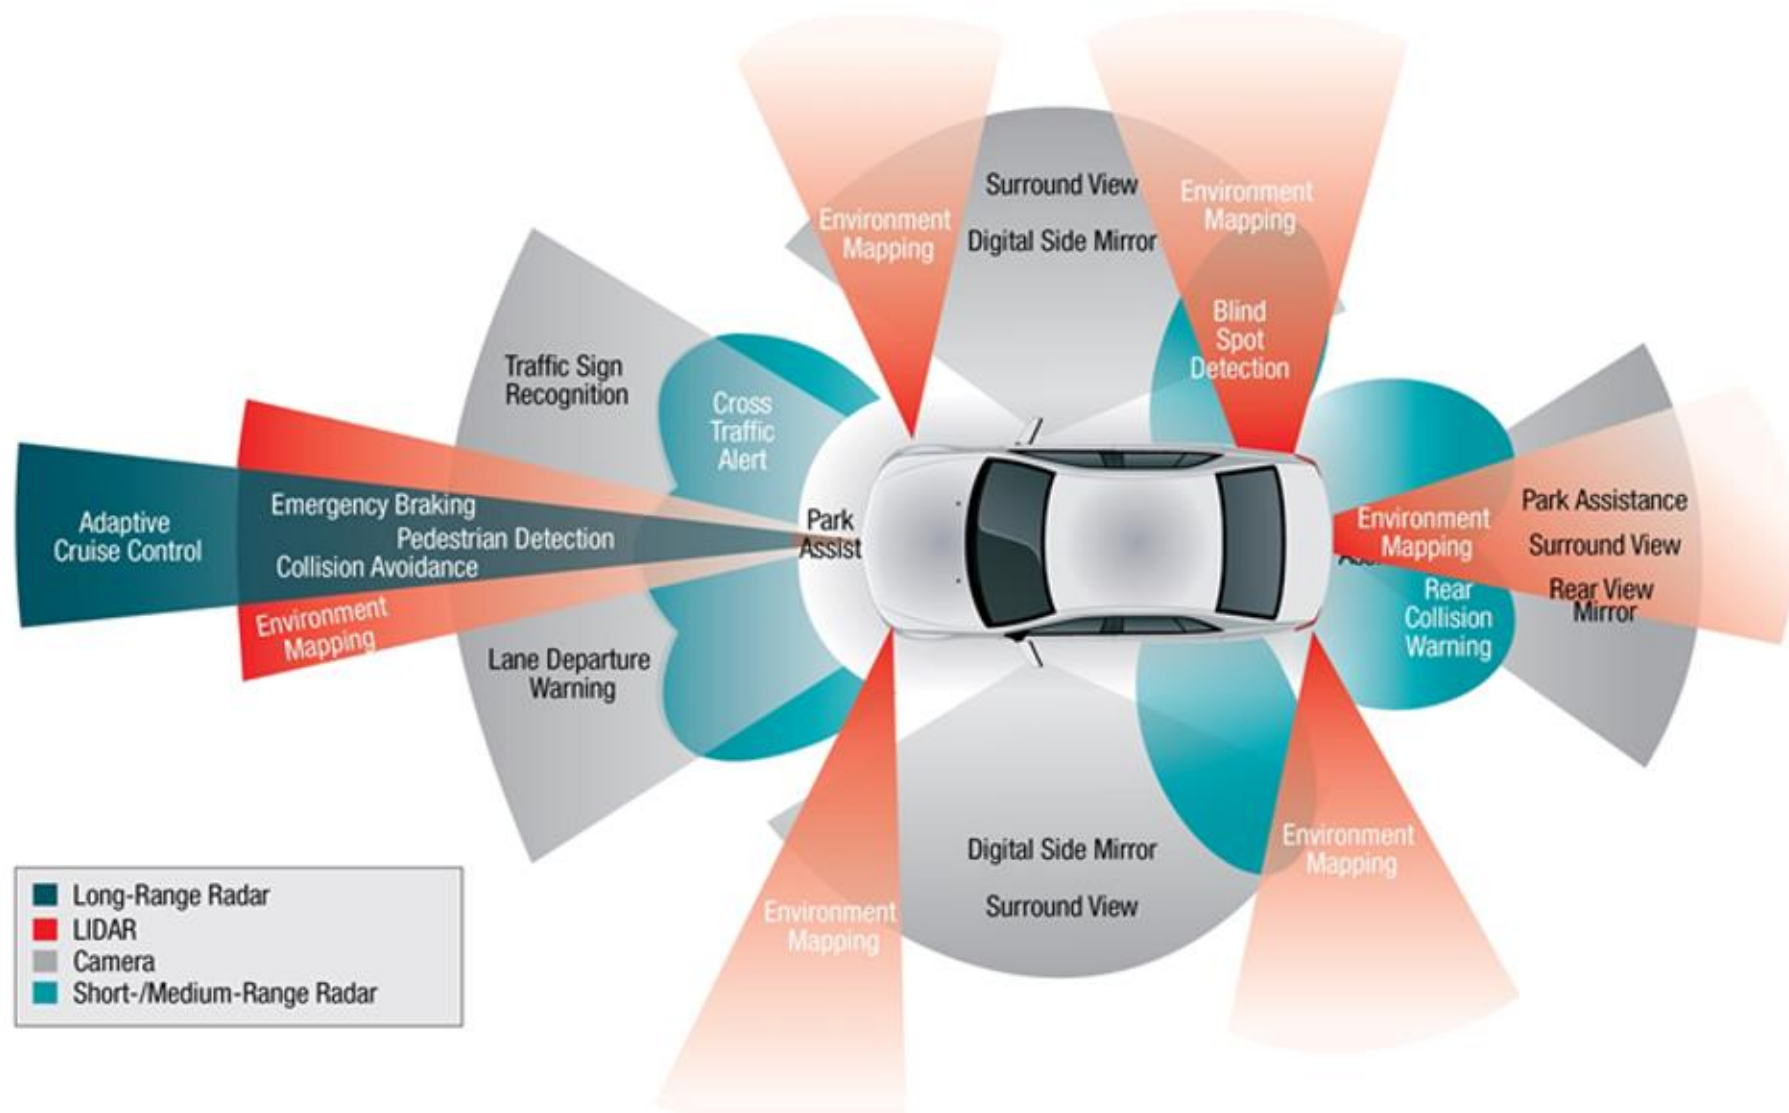 Surround View
Digital Side Mirror
Environment
Mapping
Environment
Mapping
Blind
Spot
Detection
Traffic Sign
Recognition
Cross
Traffic
Alert
Adaptive
Cruise Control
Emergency Braking
Pedestrian Detection
Collision Avoidance
Environment
Mapping
Lane Departure
Warning
Park
Assist
Environment
Mapping
Rear
Collision
Warning
Park Assistance
Surround View
Rear View
Mirror
Environment
Mapping
Digital Side Mirror
Surround View
Environment
Mapping
Long-Range Radar
LIDAR
Camera
Short-/Medium-Range Radar